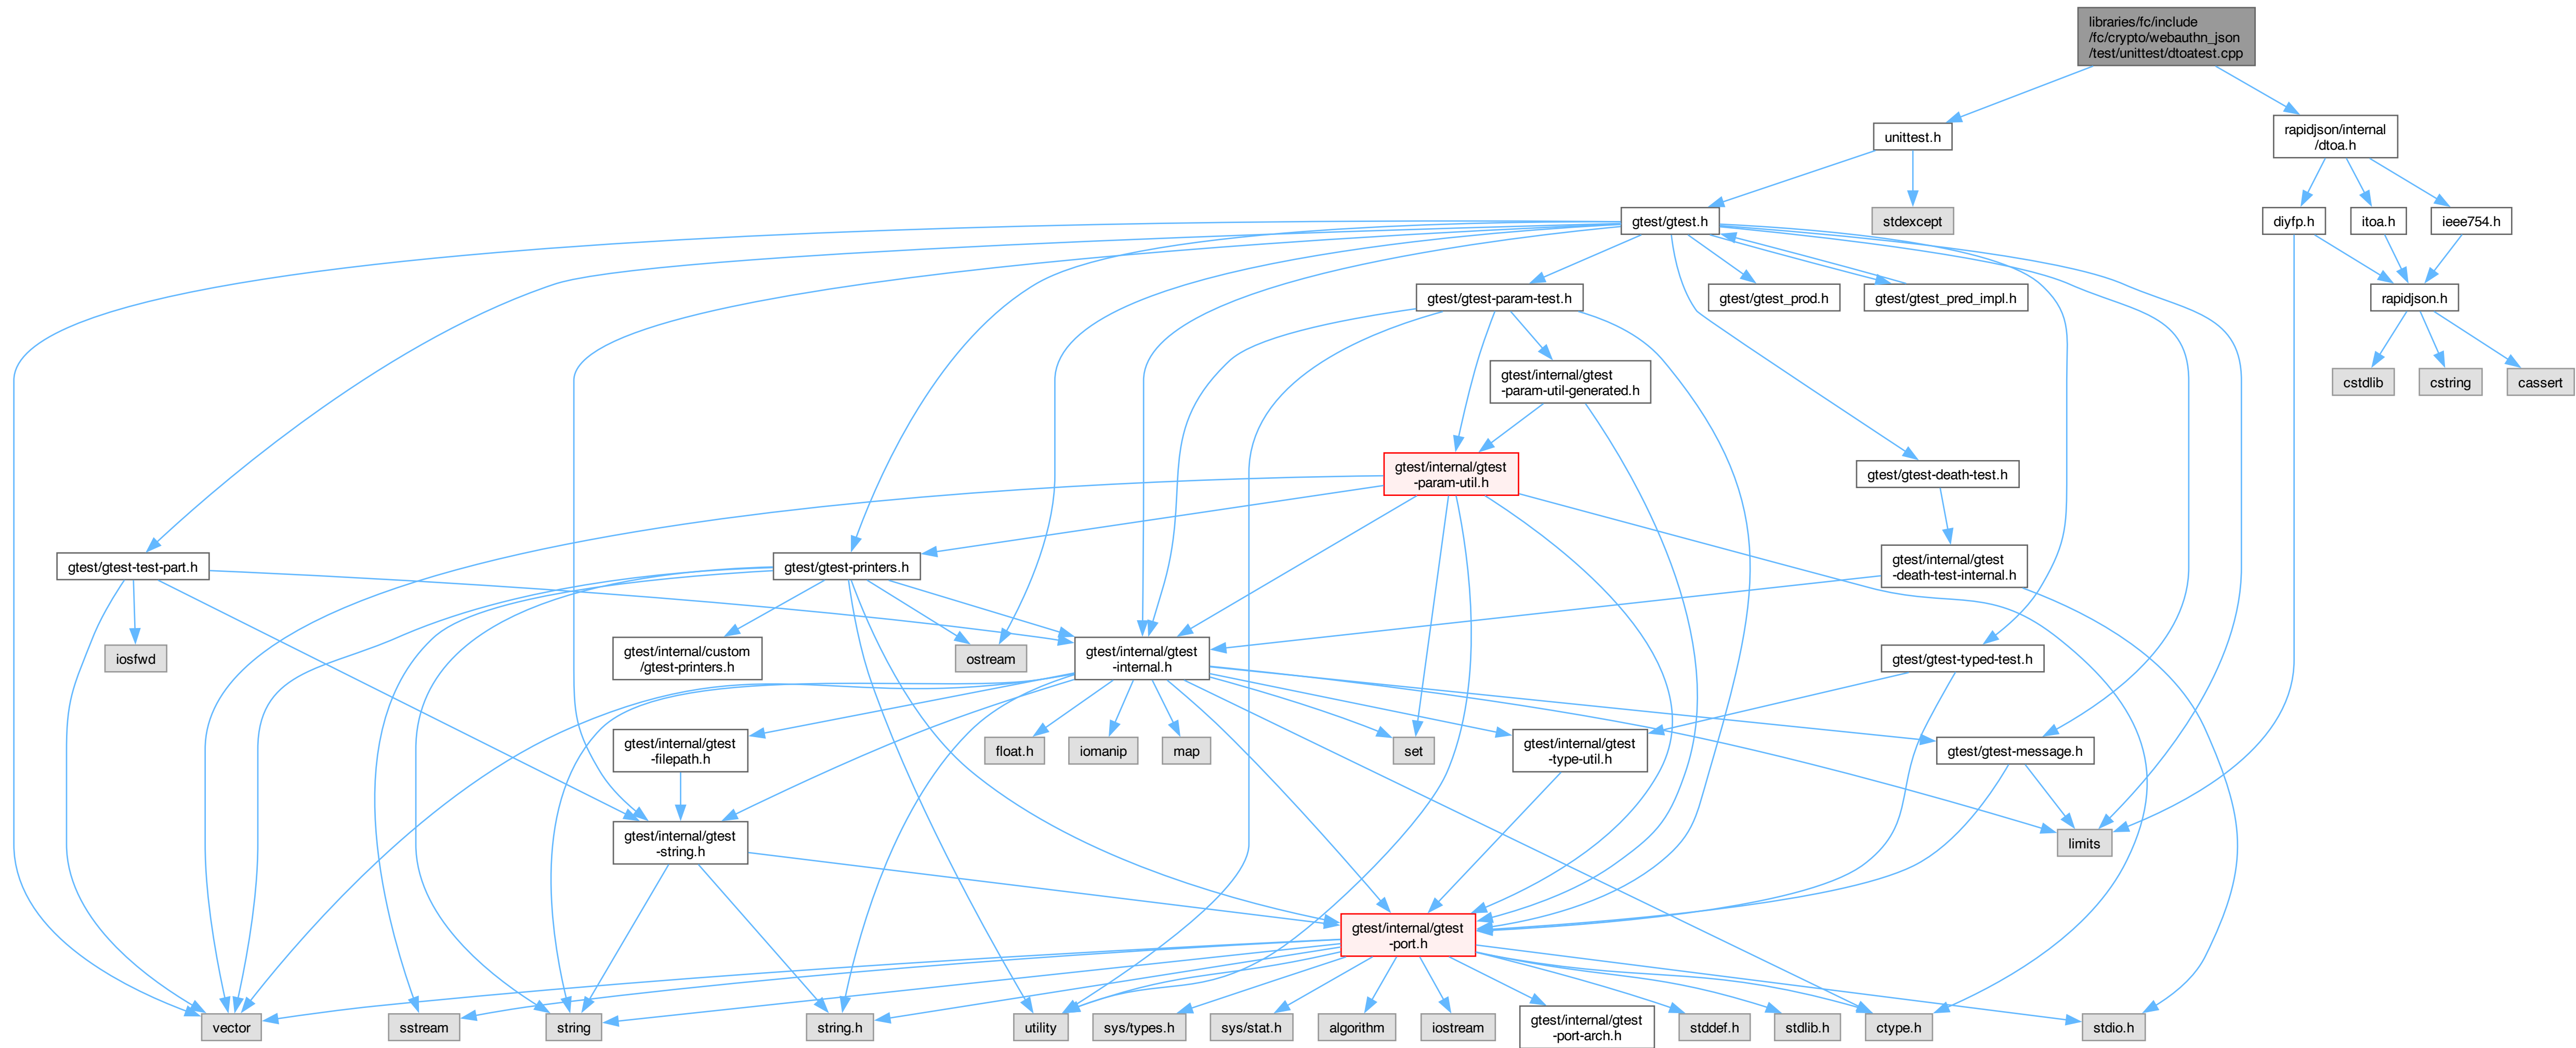 libraries/fc/include
/fc/crypto/webauthn_json
/test/unittest/dtoatest.cpp
unittest.h
rapidjson/internal
/dtoa.h
gtest/gtest.h
stdexcept
diyfp.h
itoa.h
ieee754.h
gtest/gtest-param-test.h
gtest/gtest_prod.h
gtest/gtest_pred_impl.h
rapidjson.h
gtest/internal/gtest
-param-util-generated.h
cstdlib
cstring
cassert
gtest/internal/gtest
-param-util.h
gtest/gtest-death-test.h
gtest/gtest-test-part.h
gtest/gtest-printers.h
gtest/internal/gtest
-death-test-internal.h
iosfwd
gtest/internal/custom
/gtest-printers.h
ostream
gtest/internal/gtest
-internal.h
gtest/gtest-typed-test.h
gtest/internal/gtest
-filepath.h
float.h
iomanip
map
set
gtest/internal/gtest
-type-util.h
gtest/gtest-message.h
gtest/internal/gtest
-string.h
limits
gtest/internal/gtest
-port.h
vector
sstream
string
string.h
utility
sys/types.h
sys/stat.h
algorithm
iostream
gtest/internal/gtest
-port-arch.h
stddef.h
stdlib.h
ctype.h
stdio.h